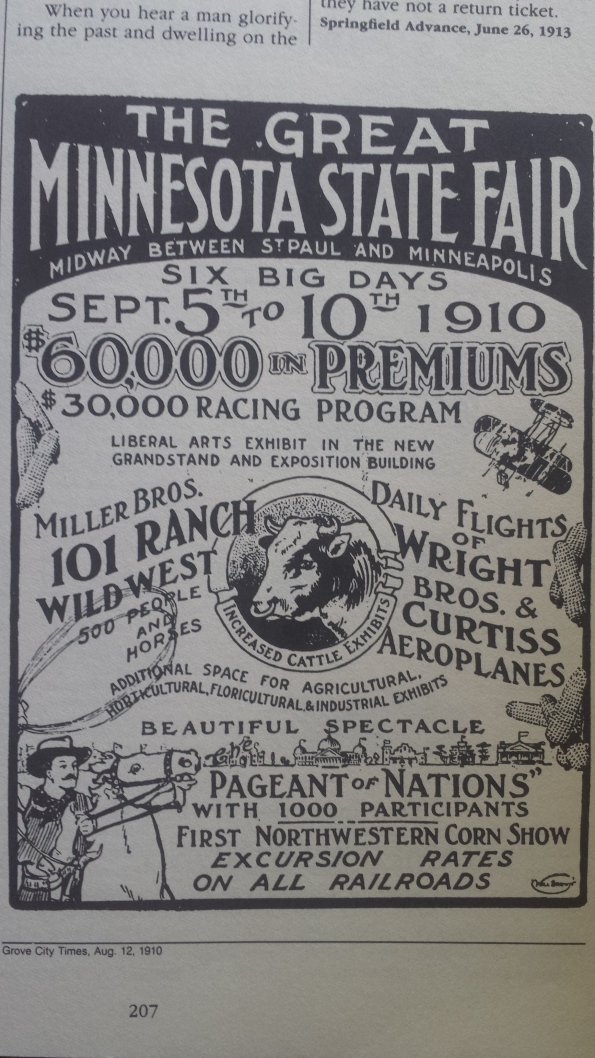 When you hear a man glorify-
ing the past and dwelling on the
they have not a return ticket.
Springfield Advance, June 26, 1913
THE GREAT
MINNESOTA STATE FAIR
MIDWAY BETWEEN ST PAUL AND MINNEAPOLIS
SIX BIG DAYS
SEPT. 5TH TO 10TH 1910
$60,000 IN PREMIUMS
$30,000 RACING PROGRAM
LIBERAL ARTS EXHIBIT IN THE NEW
GRANDSTAND AND EXPOSITION BUILDING
MILLER BROS.
101 RANCH
WILD WEST
500 PEOPLE
AND
HORSES
INCREASED CATTLE EXHIBITS
DAILY FLIGHTS
OF
WRIGHT
BROS. &
CURTISS
AEROPLANES
ADDITIONAL SPACE FOR AGRICULTURAL,
HORTICULTURAL, FLORICULTURAL, & INDUSTRIAL EXHIBITS
BEAUTIFUL SPECTACLE
"The
PAGEANT OF NATIONS"
WITH 1000 PARTICIPANTS
FIRST NORTHWESTERN CORN SHOW
EXCURSION RATES
ON ALL RAILROADS
Grove City Times, Aug. 12, 1910
207